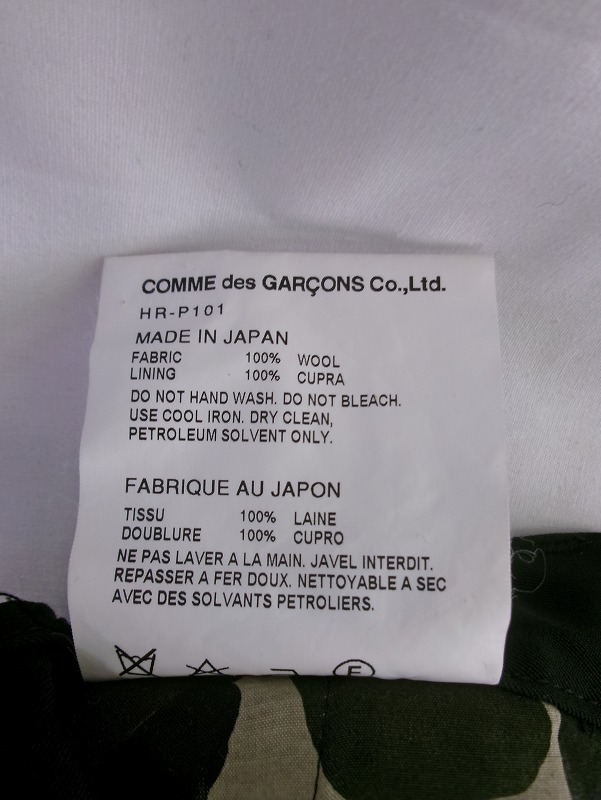 COMME des GARÇONS Co.,Ltd.
HR-P101
MADE IN JAPAN
FABRIC 100% WOOL
LINING 100% CUPRA
DO NOT HAND WASH. DO NOT BLEACH.
USE COOL IRON. DRY CLEAN,
PETROLEUM SOLVENT ONLY.
FABRIQUE AU JAPON
TISSU 100% LAINE
DOUBLURE 100% CUPRO
NE PAS LAVER A LA MAIN. JAVEL INTERDIT.
REPASSER A FER DOUX. NETTOYABLE A SEC
AVEC DES SOLVANTS PETROLIERS.
F